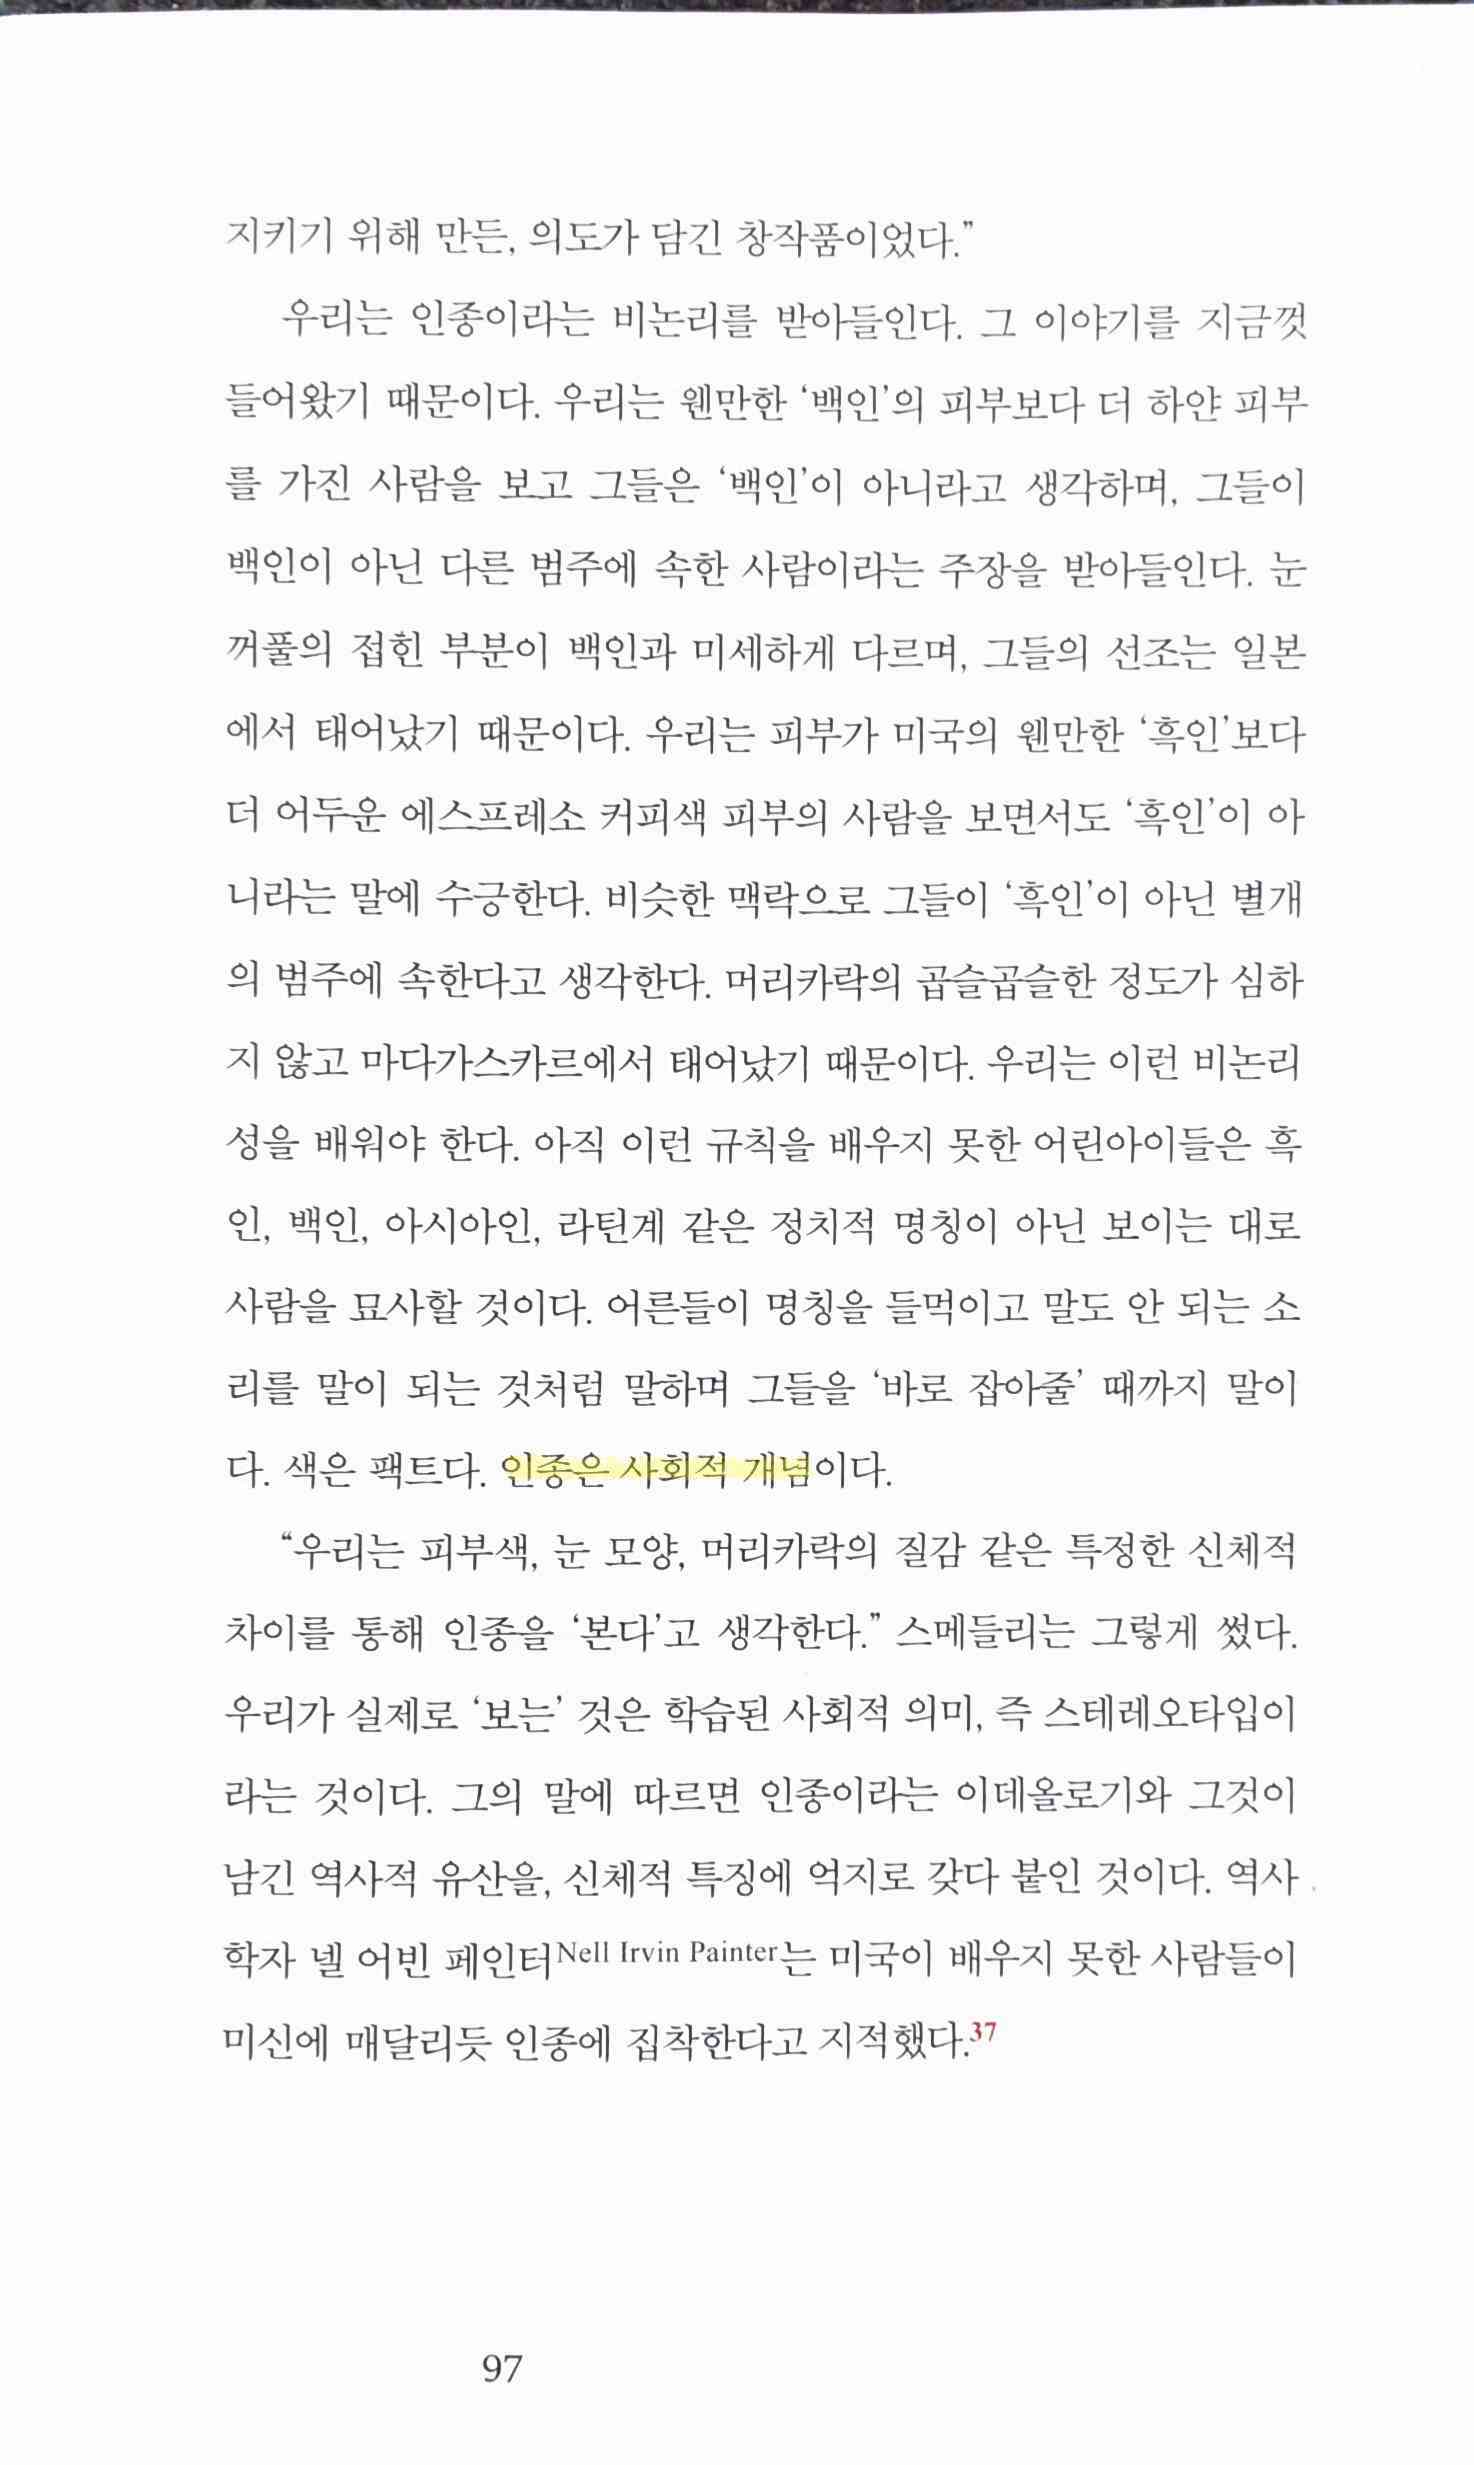 지키기 위해 만든, 의도가 담긴 창작품이었다.”
우리는 인종이라는 비논리를 받아들인다. 그 이야기를 지금껏
들어왔기 때문이다. 우리는 웬만한 ‘백인’의 피부보다 더 하얀 피부
를 가진 사람을 보고 그들은 ‘백인’이 아니라고 생각하며, 그들이
백인이 아닌 다른 범주에 속한 사람이라는 주장을 받아들인다. 눈
꺼풀의 접힌 부분이 백인과 미세하게 다르며, 그들의 선조는 일본
에서 태어났기 때문이다. 우리는 피부가 미국의 웬만한 ‘흑인’보다
더 어두운 에스프레소 커피색 피부의 사람을 보면서도 ‘흑인’이 아
니라는 말에 수긍한다. 비슷한 맥락으로 그들이 ‘흑인’이 아닌 별개
의 범주에 속한다고 생각한다. 머리카락의 곱슬곱슬한 정도가 심하
지 않고 마다가스카르에서 태어났기 때문이다. 우리는 이런 비논리
성을 배워야 한다. 아직 이런 규칙을 배우지 못한 어린아이들은 흑
인, 백인, 아시아인, 라틴계 같은 정치적 명칭이 아닌 보이는 대로
사람을 묘사할 것이다. 어른들이 명칭을 들먹이고 말도 안 되는 소
리를 말이 되는 것처럼 말하며 그들을 ‘바로 잡아줄’ 때까지 말이
다. 색은 팩트다. 인종은 사회적 개념이다.
“우리는 피부색, 눈 모양, 머리카락의 질감 같은 특정한 신체적
차이를 통해 인종을 ‘본다’고 생각한다.” 스메들리는 그렇게 썼다.
우리가 실제로 ‘보는’ 것은 학습된 사회적 의미, 즉 스테레오타입이
라는 것이다. 그의 말에 따르면 인종이라는 이데올로기와 그것이
남긴 역사적 유산을, 신체적 특징에 억지로 갖다 붙인 것이다. 역사
학자 넬 어빈 페인터Nell Irvin Painter는 미국이 배우지 못한 사람들이
미신에 매달리듯 인종에 집착한다고 지적했다.37
97